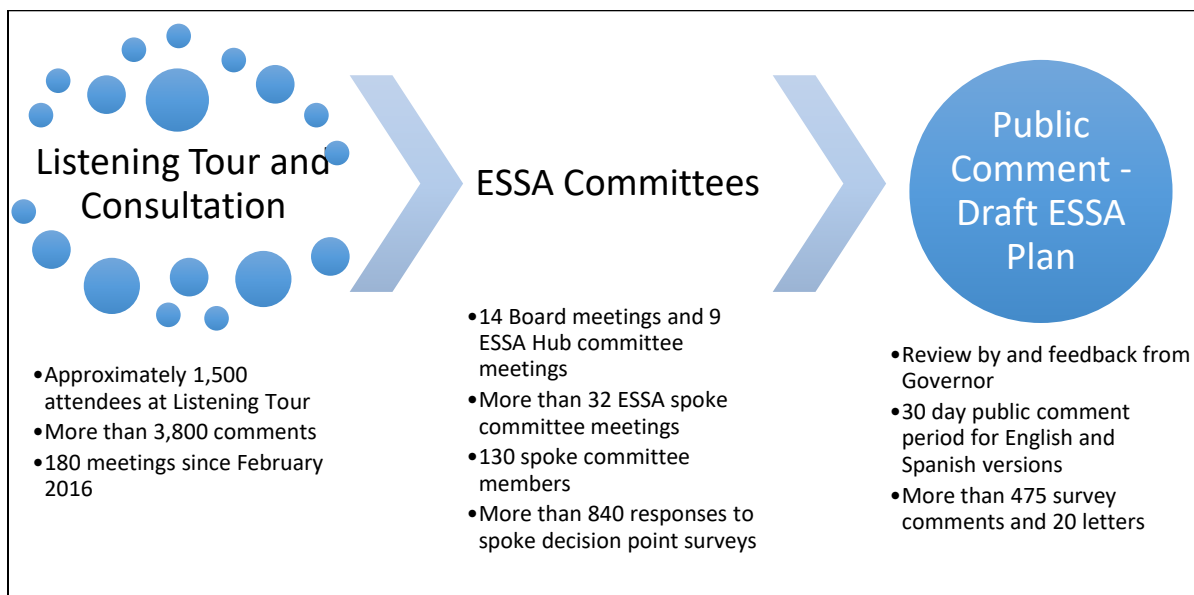 Listening Tour and
Consultation
•Approximately 1,500
attendees at Listening Tour
•More than 3,800 comments
•180 meetings since February
2016
ESSA Committees
•14 Board meetings and 9
ESSA Hub committee
meetings
•More than 32 ESSA spoke
committee meetings
•130 spoke committee
members
•More than 840 responses to
spoke decision point surveys
Public
Comment -
Draft ESSA
Plan
•Review by and feedback from
Governor
•30 day public comment
period for English and
Spanish versions
•More than 475 survey
comments and 20 letters